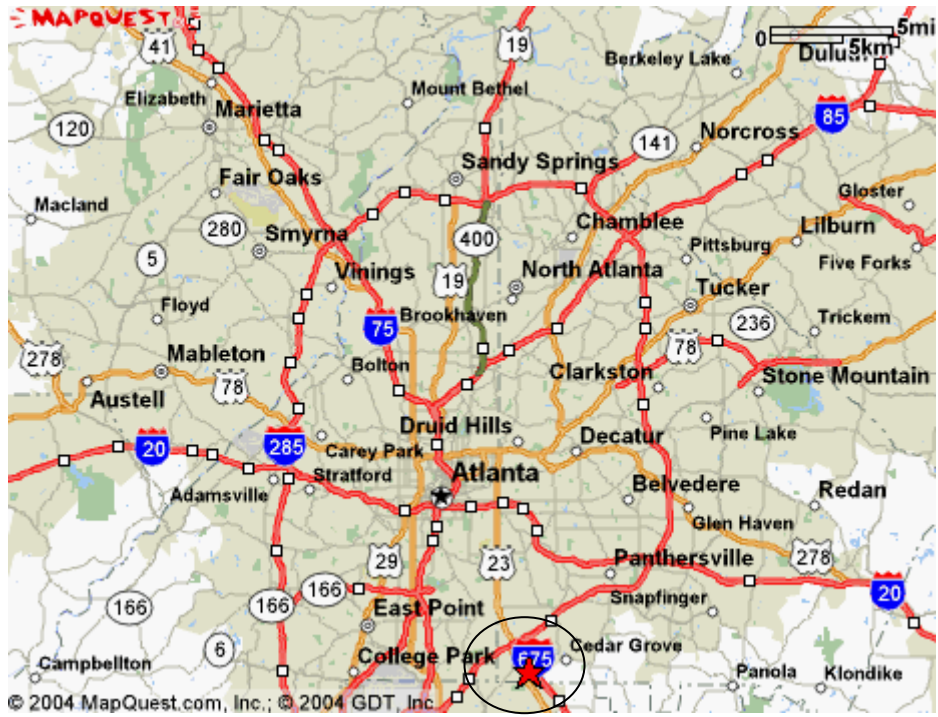 MAPQUEST
41
19
0 5mi
5km
Berkeley Lake
Elizabeth
Mount Bethel
Marietta
85
120
141
Norcross
Sandy Springs
Fair Oaks
Gloster
Macland
280
Chamblee
Lilburn
Smyrna
400
Pittsburg
5
Five Forks
Vinings
19
North Atlanta
Tucker
Floyd
75
Brookhaven
236
Trickem
278
Mableton
78
Bolton
78
Clarkston
Stone Mountain
Austell
Druid Hills
Pine Lake
20
285
Carey Park
Decatur
Adamsville
Stratford
Atlanta
Belvedere
Redan
Glen Haven
29
23
Panthersville
278
166
166
166
East Point
Snapfinger
20
6
College Park
675
Cedar Grove
Campbellton
Panola
Klondike
© 2004 MapQuest.com, Inc.; © 2004 GDT, Inc.